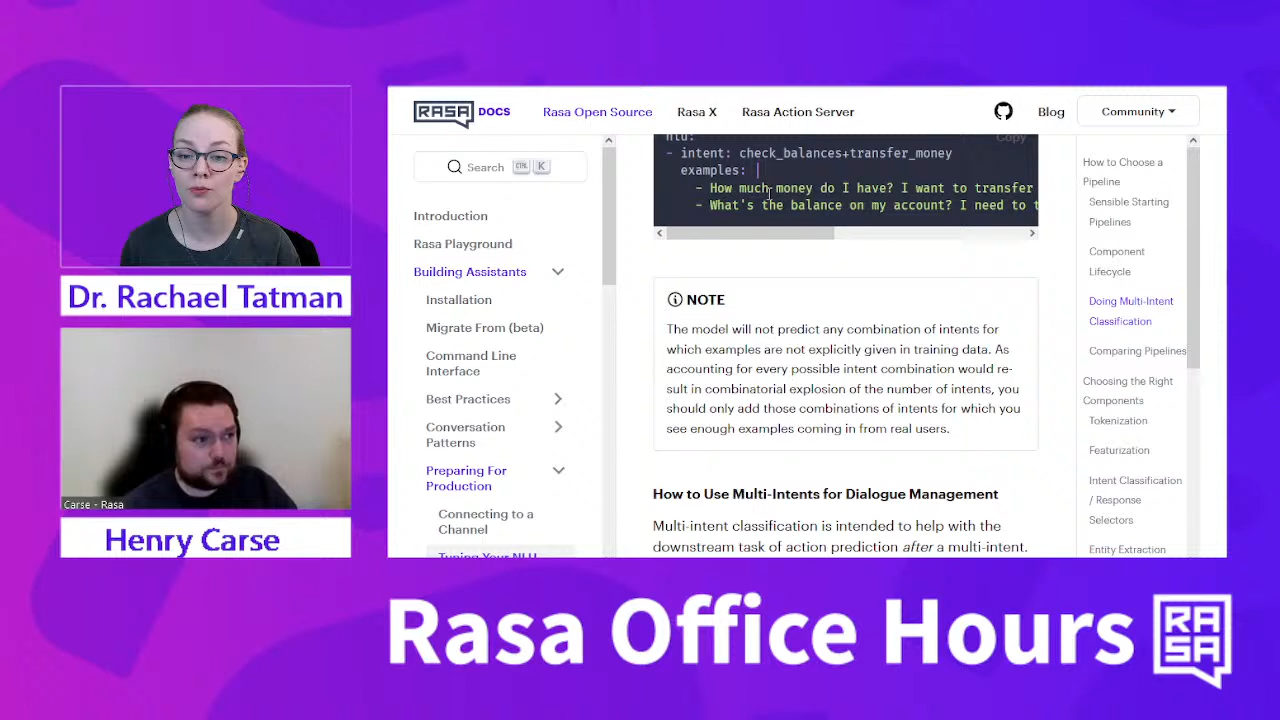 Dr. Rachael Tatman
Carse - Rasa
Henry Carse
RASA DOCS
Rasa Open Source
Rasa X
Rasa Action Server
Blog
Community
Search CTRL K
Introduction
Rasa Playground
Building Assistants
Installation
Migrate From (beta)
Command Line
Interface
Best Practices
Conversation
Patterns
Preparing For
Production
Connecting to a
Channel
Tuning Your NLU
Copy
nlu:
- intent: check_balances+transfer_money
examples: |
- How much money do I have? I want to transfer
- What's the balance on my account? I need to t
NOTE
The model will not predict any combination of intents for
which examples are not explicitly given in training data. As
accounting for every possible intent combination would re-
sult in combinatorial explosion of the number of intents, you
should only add those combinations of intents for which you
see enough examples coming in from real users.
How to Use Multi-Intents for Dialogue Management
Multi-intent classification is intended to help with the
downstream task of action prediction after a multi-intent.
How to Choose a
Pipeline
Sensible Starting
Pipelines
Component
Lifecycle
Doing Multi-Intent
Classification
Comparing Pipelines
Choosing the Right
Components
Tokenization
Featurization
Intent Classification
/ Response
Selectors
Entity Extraction
Rasa Office Hours
RA
SA